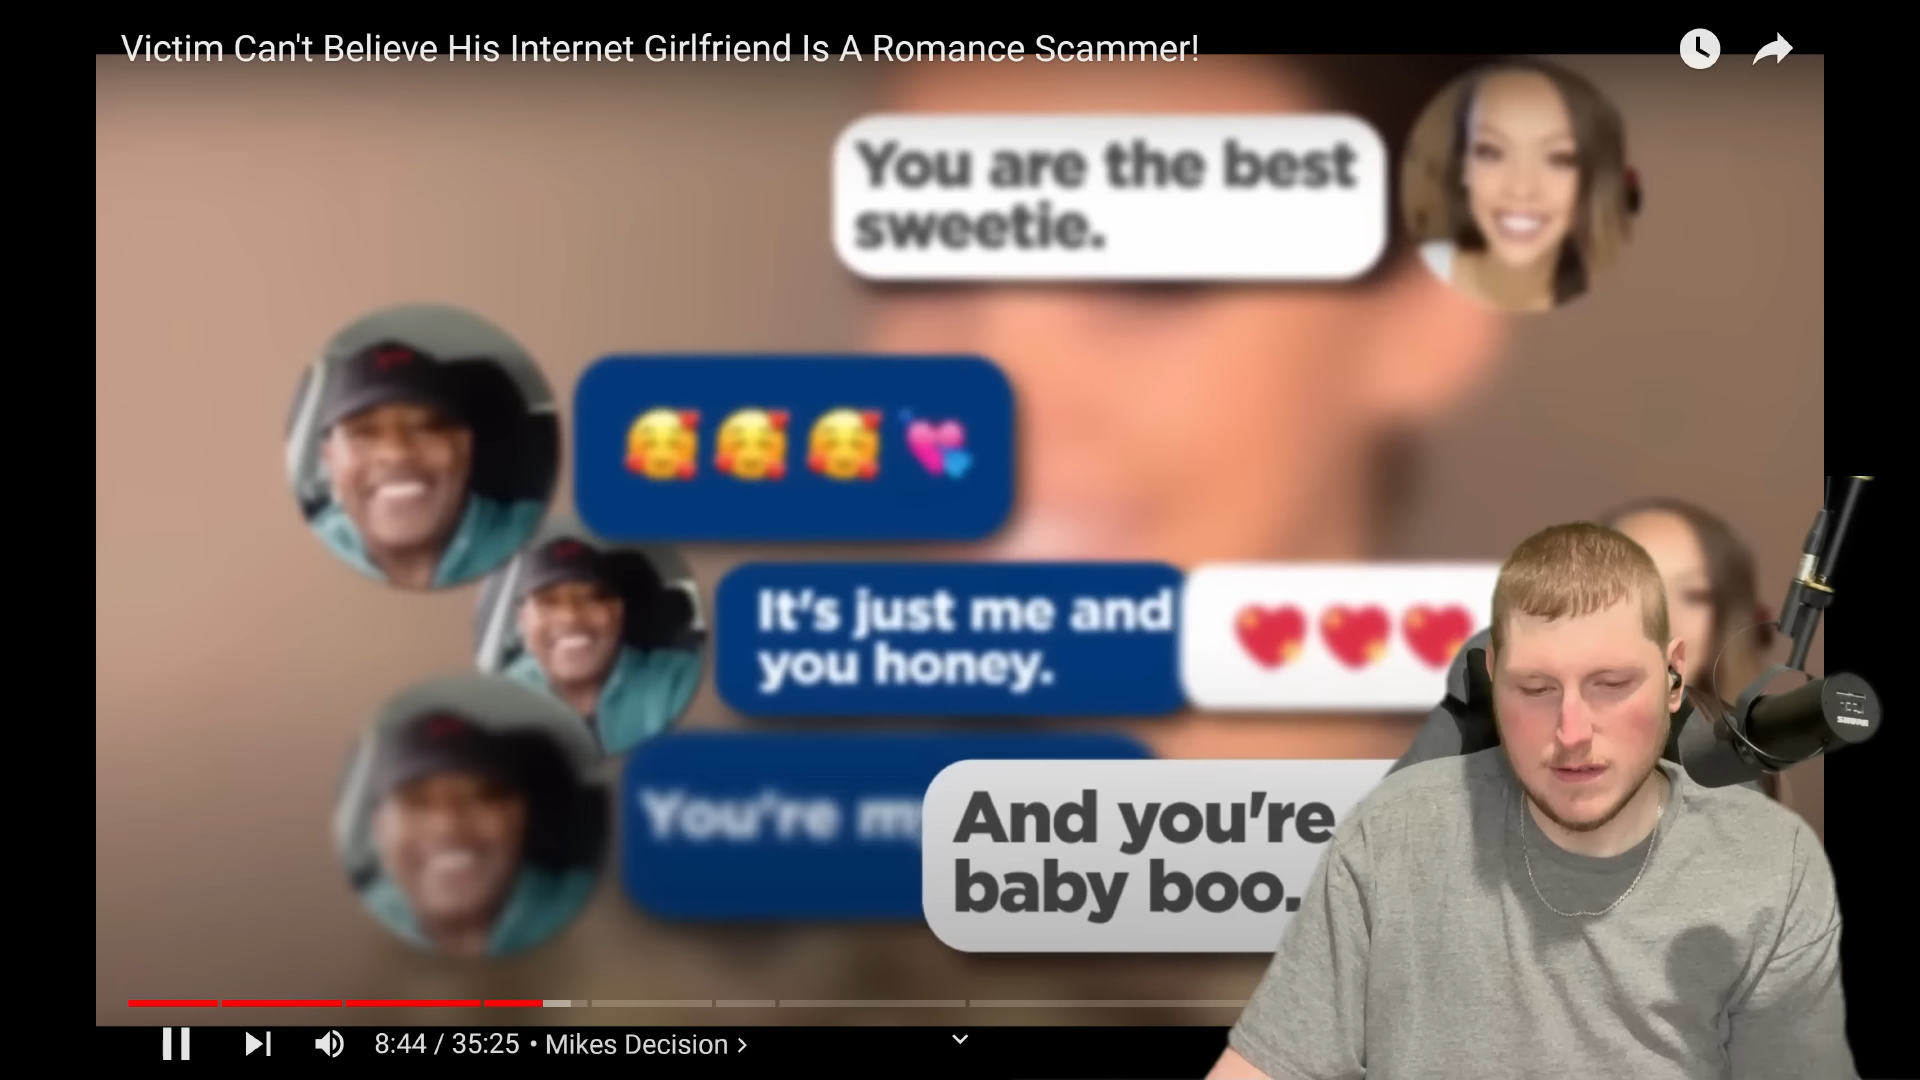 Victim Can't Believe His Internet Girlfriend Is A Romance Scammer!
You are the best
sweetie.
🥰🥰🥰💘
It's just me and
you honey.
💖💖💖
You're m
And you're
baby boo.
8:44 / 35:25 • Mikes Decision >
SHURE